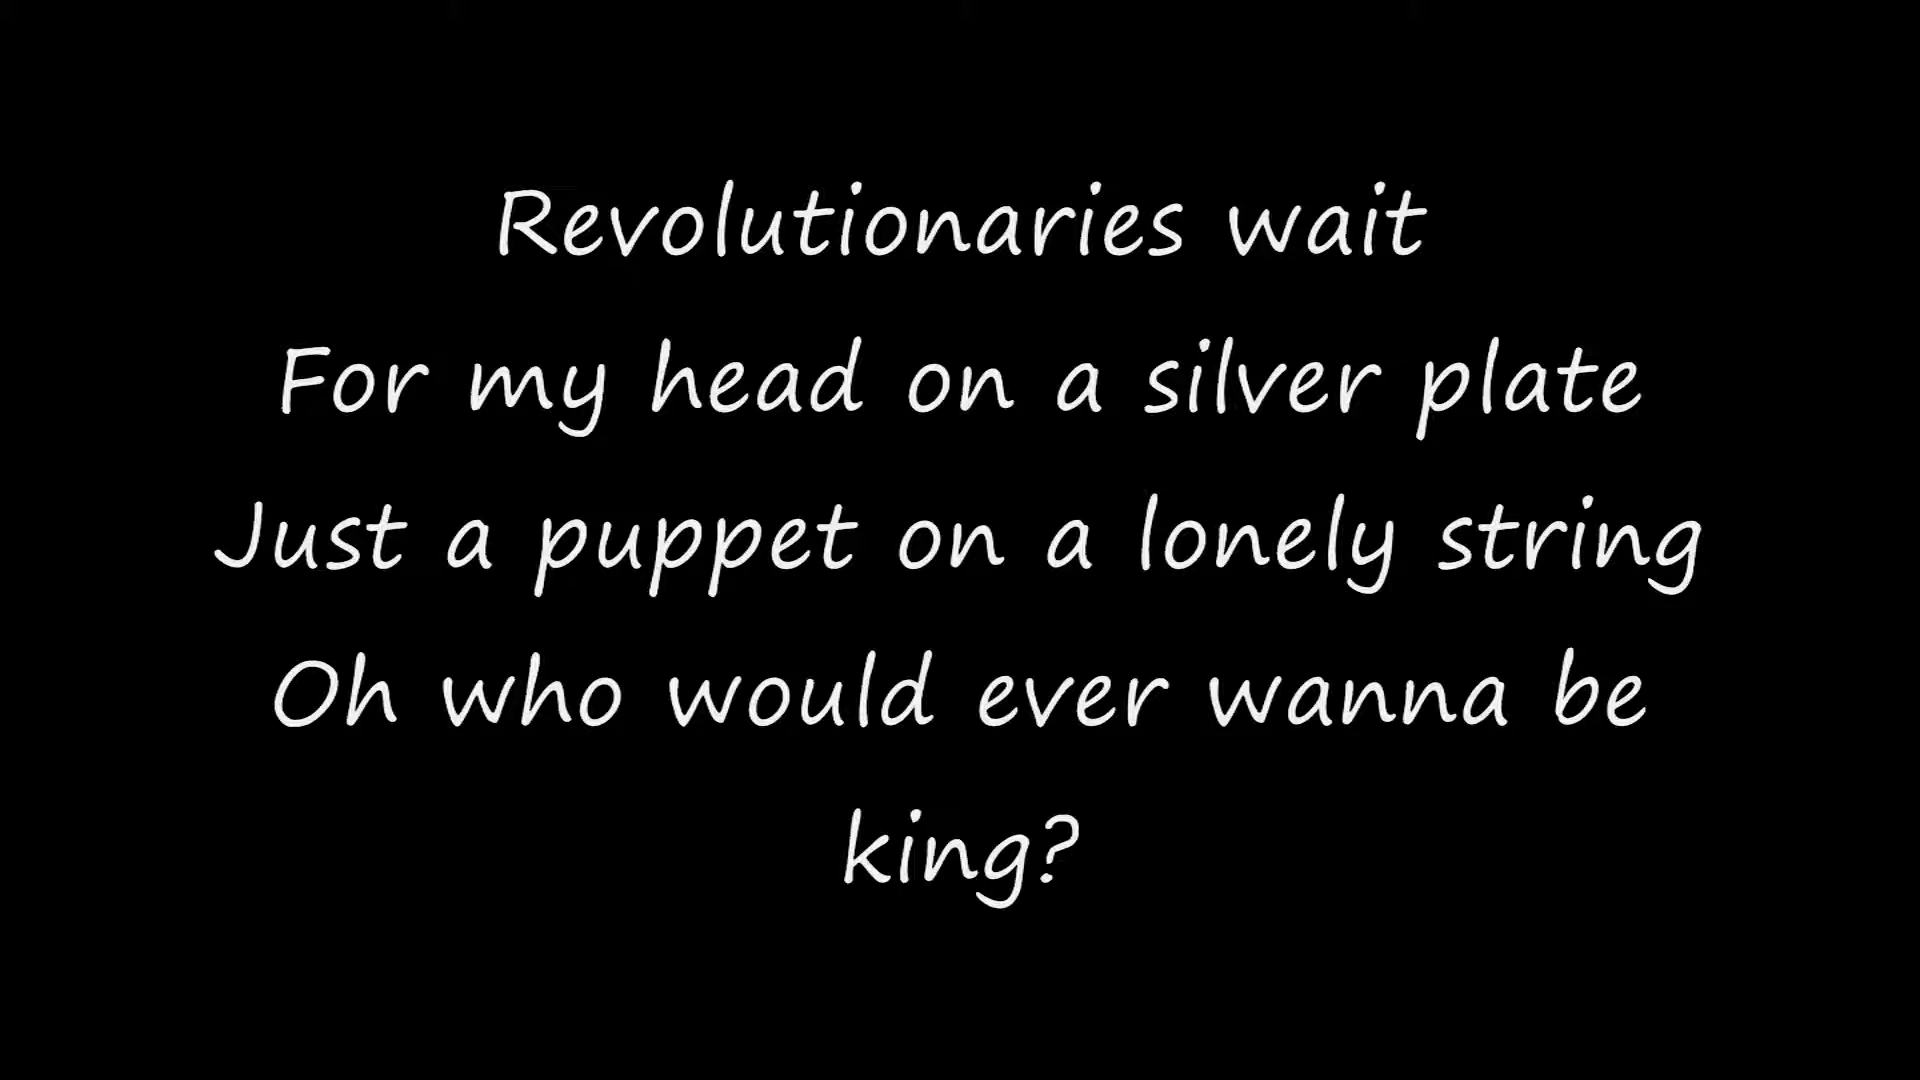 Revolutionaries wait
For my head on a silver plate
Just a puppet on a lonely string
Oh who would ever wanna be
king?